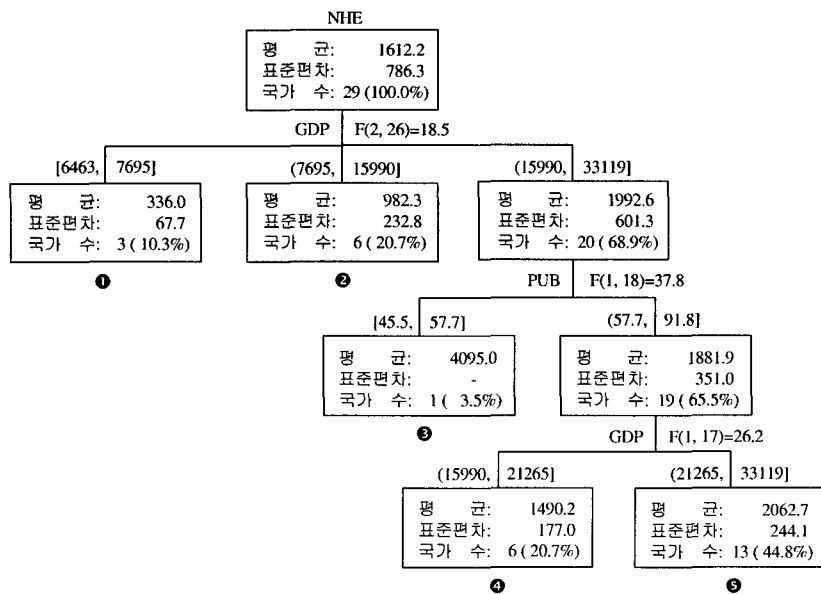 NHE
평 균: 1612.2
표준편차: 786.3
국가 수: 29 (100.0%)
GDP F(2, 26)=18.5
[6463, 7695]
평 균: 336.0
표준편차: 67.7
국가 수: 3 ( 10.3%)
❶
(7695, 15990]
평 균: 982.3
표준편차: 232.8
국가 수: 6 ( 20.7%)
❷
(15990, 33119]
평 균: 1992.6
표준편차: 601.3
국가 수: 20 ( 68.9%)
PUB F(1, 18)=37.8
[45.5, 57.7]
평 균: 4095.0
표준편차: -
국가 수: 1 ( 3.5%)
❸
(57.7, 91.8]
평 균: 1881.9
표준편차: 351.0
국가 수: 19 ( 65.5%)
GDP F(1, 17)=26.2
(15990, 21265]
평 균: 1490.2
표준편차: 177.0
국가 수: 6 ( 20.7%)
❹
(21265, 33119]
평 균: 2062.7
표준편차: 244.1
국가 수: 13 ( 44.8%)
❺